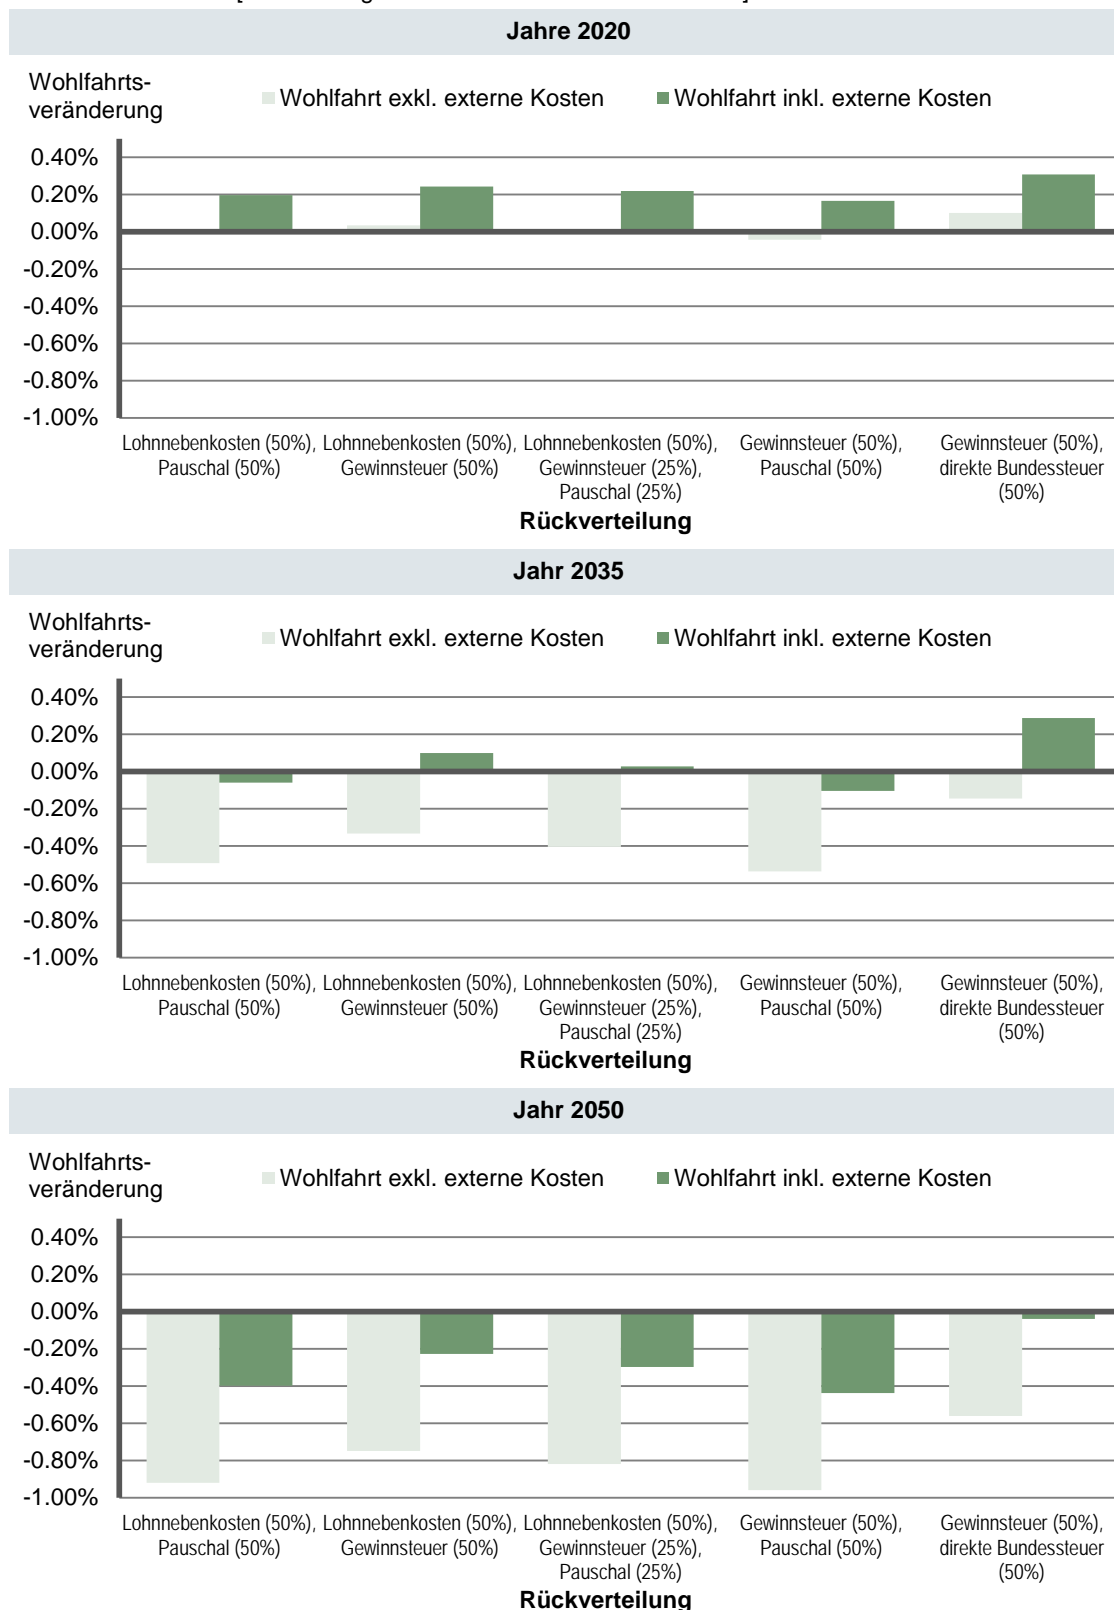 Jahre 2020
Wohlfahrts-
veränderung
Wohlfahrt exkl. externe Kosten Wohlfahrt inkl. externe Kosten
0.40%
0.20%
0.00%
-0.20%
-0.40%
-0.60%
-0.80%
-1.00%
Lohnnebenkosten (50%), Lohnnebenkosten (50%), Lohnnebenkosten (50%), Gewinnsteuer (50%), Gewinnsteuer (50%),
Pauschal (50%) Gewinnsteuer (50%) Gewinnsteuer (25%), Pauschal (50%) direkte Bundessteuer
Pauschal (25%) (50%)
Rückverteilung
Jahr 2035
Wohlfahrts-
veränderung
Wohlfahrt exkl. externe Kosten Wohlfahrt inkl. externe Kosten
0.40%
0.20%
0.00%
-0.20%
-0.40%
-0.60%
-0.80%
-1.00%
Lohnnebenkosten (50%), Lohnnebenkosten (50%), Lohnnebenkosten (50%), Gewinnsteuer (50%), Gewinnsteuer (50%),
Pauschal (50%) Gewinnsteuer (50%) Gewinnsteuer (25%), Pauschal (50%) direkte Bundessteuer
Pauschal (25%) (50%)
Rückverteilung
Jahr 2050
Wohlfahrts-
veränderung
Wohlfahrt exkl. externe Kosten Wohlfahrt inkl. externe Kosten
0.40%
0.20%
0.00%
-0.20%
-0.40%
-0.60%
-0.80%
-1.00%
Lohnnebenkosten (50%), Lohnnebenkosten (50%), Lohnnebenkosten (50%), Gewinnsteuer (50%), Gewinnsteuer (50%),
Pauschal (50%) Gewinnsteuer (50%) Gewinnsteuer (25%), Pauschal (50%) direkte Bundessteuer
Pauschal (25%) (50%)
Rückverteilung